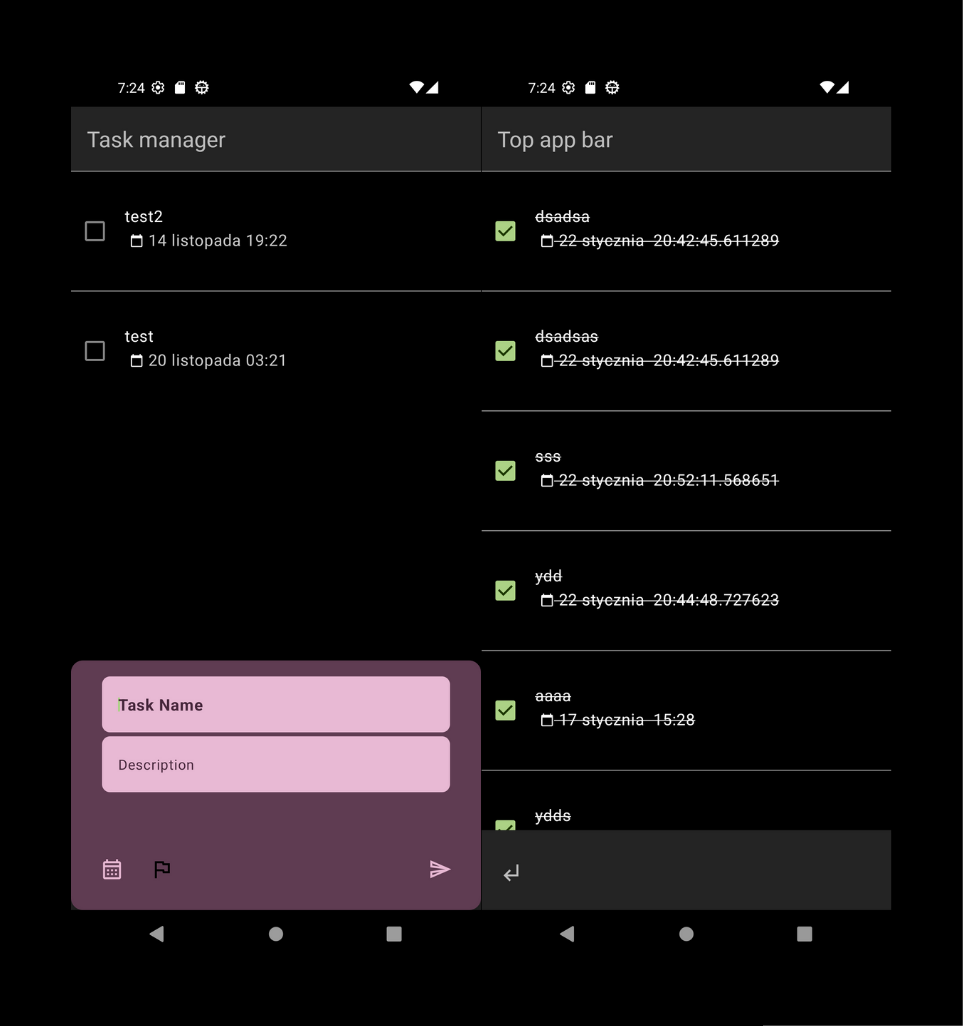 7:24
Task manager
test2
14 listopada 19:22
test
20 listopada 03:21
Task Name
Description
7:24
Top app bar
dsadsa
22 stycznia 20:42:45.611289
dsadsas
22 stycznia 20:42:45.611289
sss
22 stycznia 20:52:11.568651
ydd
22 stycznia 20:44:48.727623
aaaa
17 stycznia 15:28
ydds